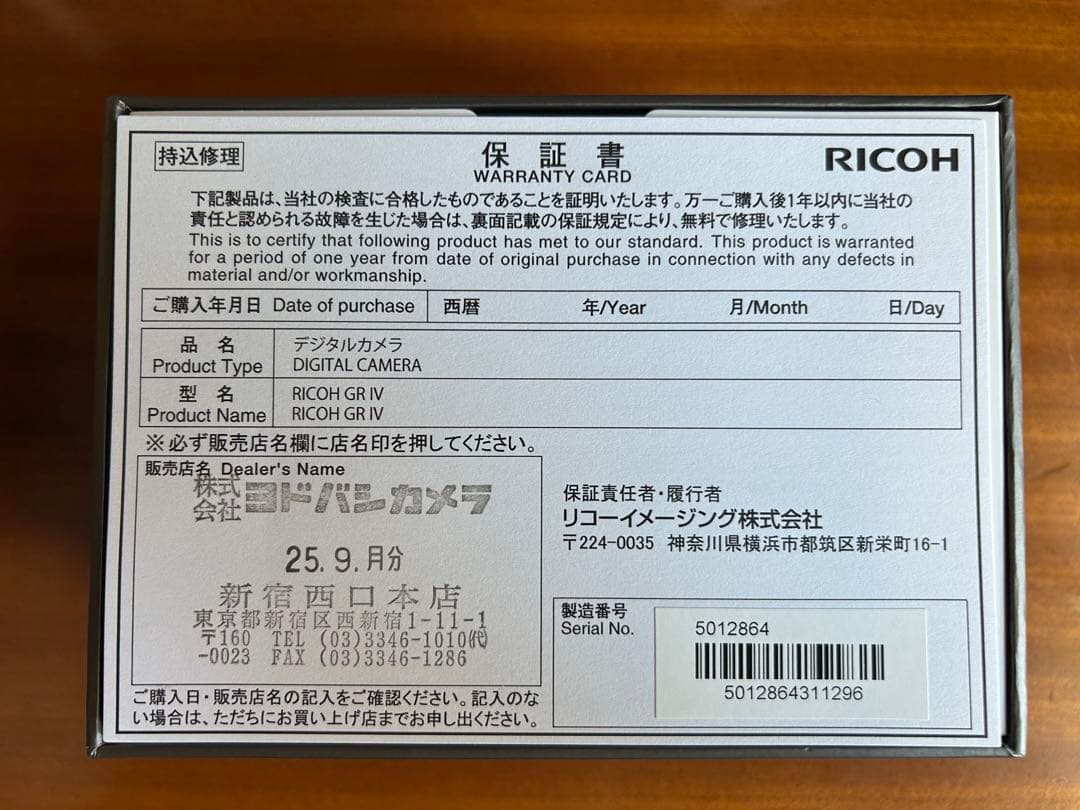 持込修理
保証書
WARRANTY CARD
RICOH
下記製品は、当社の検査に合格したものであることを証明いたします。万一ご購入後1年以内に当社の
責任と認められる故障を生じた場合は、裏面記載の保証規定により、無料で修理いたします。
This is to certify that following product has met to our standard. This product is warranted
for a period of one year from date of original purchase in connection with any defects in
material and/or workmanship.
ご購入年月日 Date of purchase 西暦 年/Year 月/Month 日/Day
品 名 デジタルカメラ
Product Type DIGITAL CAMERA
型 名 RICOH GR IV
Product Name RICOH GR IV
※必ず販売店名欄に店名印を押してください。
販売店名 Dealer's Name
株式会社ヨドバシカメラ
25.9.月分
新宿西口本店
東京都新宿区西新宿1-11-1
〒160 TEL (03)3346-1010(代)
-0023 FAX (03)3346-1286
ご購入日・販売店名の記入をご確認ください。記入のな
い場合は、ただちにお買い上げ店までお申し出ください。
保証責任者・履行者
リコーイメージング株式会社
〒224-0035 神奈川県横浜市都筑区新栄町16-1
製造番号
Serial No.
5012864
5012864311296